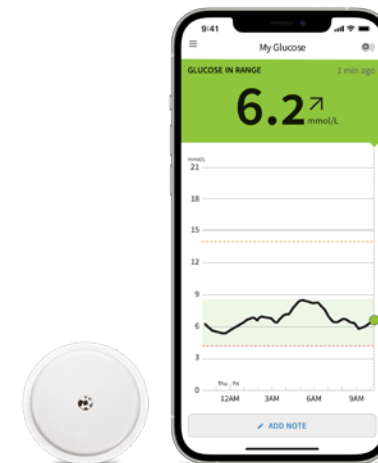 9:41
My Glucose
GLUCOSE IN RANGE 1 min ago
6.2 mmol/L
mmol/L
21
18
15
12
9
6
3
0
Thu Fri
12AM 3AM 6AM 9AM
ADD NOTE